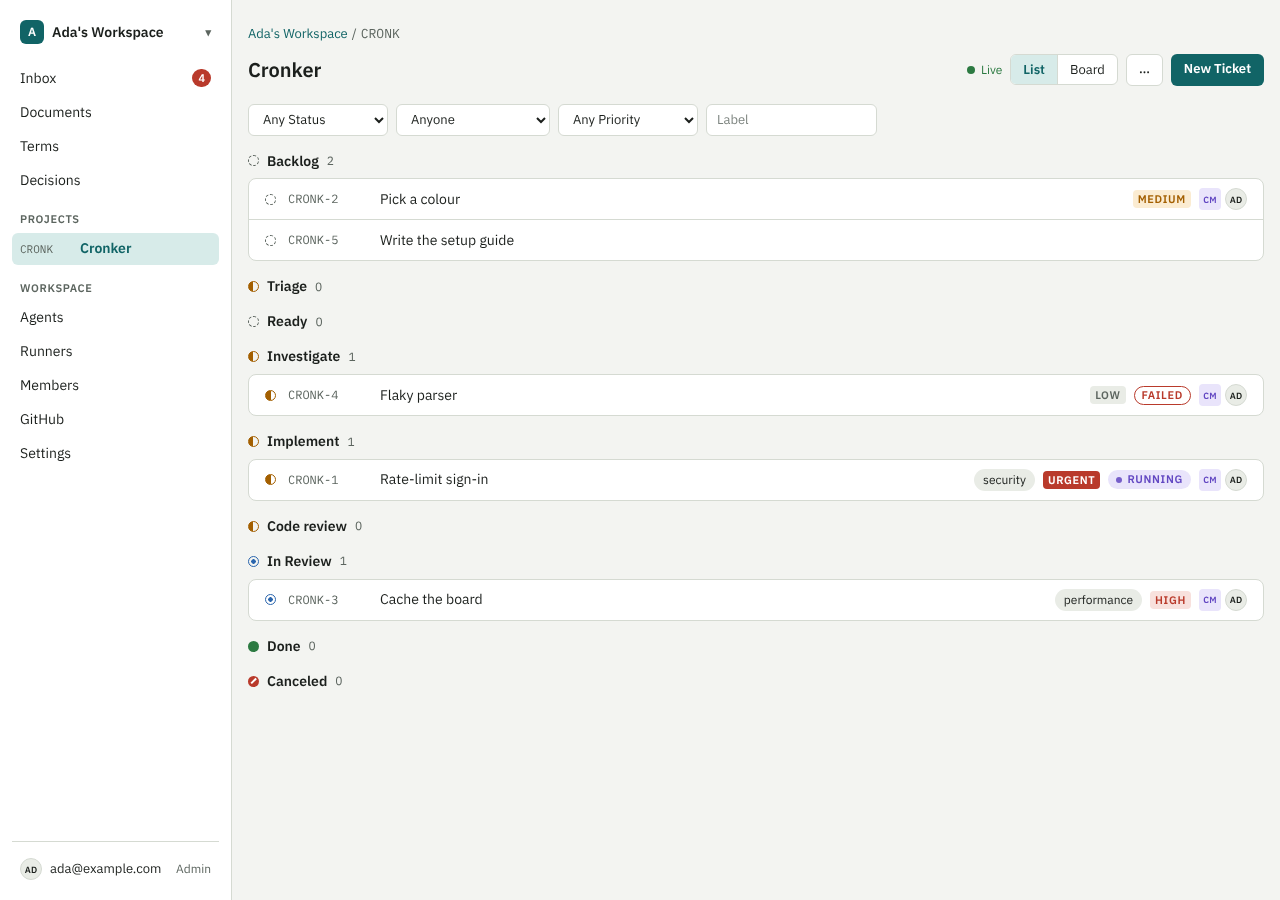 A Ada's Workspace ▾
Inbox 4
Documents
Terms
Decisions
PROJECTS
CRONK Cronker
WORKSPACE
Agents
Runners
Members
GitHub
Settings
AD ada@example.com Admin
Ada's Workspace / CRONK
Cronker
Live List Board ... New Ticket
Any Status Anyone Any Priority Label
Backlog 2
CRONK-2 Pick a colour MEDIUM CM AD
CRONK-5 Write the setup guide
Triage 0
Ready 0
Investigate 1
CRONK-4 Flaky parser LOW FAILED CM AD
Implement 1
CRONK-1 Rate-limit sign-in security URGENT RUNNING CM AD
Code review 0
In Review 1
CRONK-3 Cache the board performance HIGH CM AD
Done 0
Canceled 0